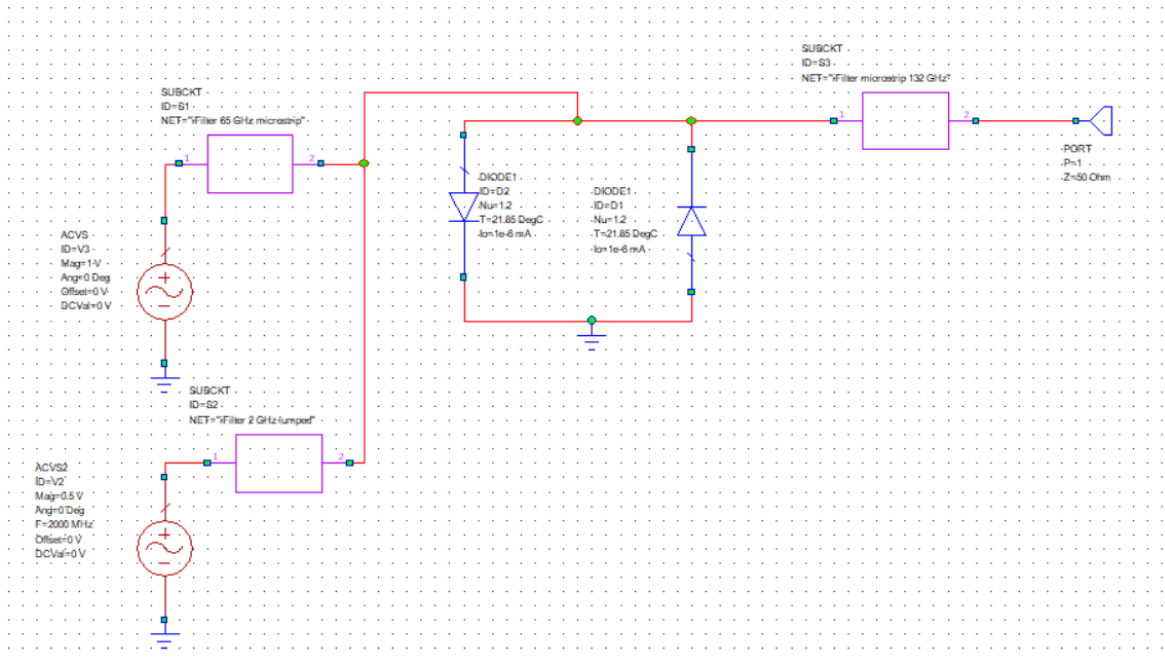 SUBCKT
ID=S3
NET="iFilter microstrip 132 GHz"
1
2
PORT
P=1
Z=50 Ohm
SUBCKT
ID=S1
NET="iFilter 65 GHz microstrip"
1
2
DIODE1
ID=D2
Nu=1.2
T=21.85 DegC
Io=1e-6 mA
DIODE1
ID=D1
Nu=1.2
T=21.85 DegC
Io=1e-6 mA
ACVS
ID=V3
Mag=1 V
Ang=0 Deg
Offset=0 V
DCVal=0 V
SUBCKT
ID=S2
NET="iFilter 2 GHz lumped"
1
2
ACVS2
ID=V2
Mag=0.5 V
Ang=0 Deg
F=2000 MHz
Offset=0 V
DCVal=0 V